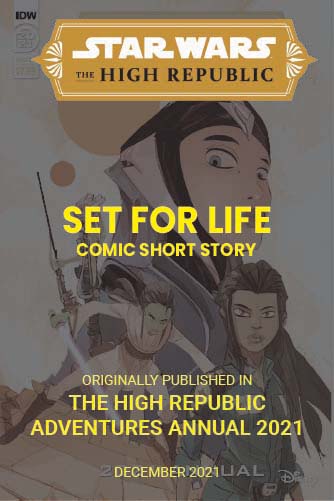 IDW
STAR WARS
THE HIGH REPUBLIC
SET FOR LIFE
COMIC SHORT STORY
ORIGINALLY PUBLISHED IN
THE HIGH REPUBLIC
ADVENTURES ANNUAL 2021
DECEMBER 2021
Disney